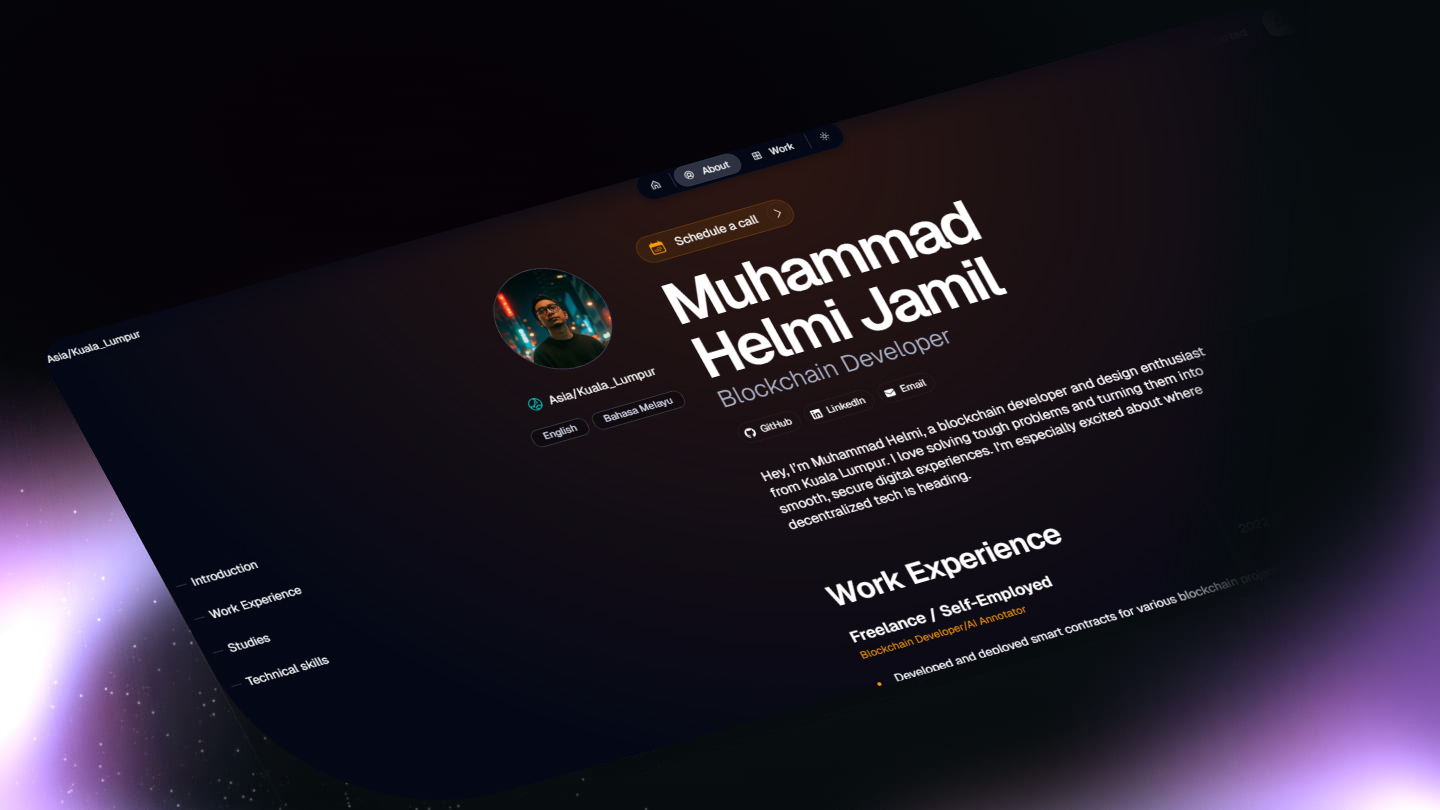 About
Work
Schedule a call
Asia/Kuala_Lumpur
Muhammad
Helmi Jamil
Blockchain Developer
Asia/Kuala_Lumpur
English
Bahasa Melayu
GitHub
LinkedIn
Email
Hey, I'm Muhammad Helmi, a blockchain developer and design enthusiast
from Kuala Lumpur. I love solving tough problems and turning them into
smooth, secure digital experiences. I'm especially excited about where
decentralized tech is heading.
Introduction
Work Experience
Studies
Technical skills
Work Experience
Freelance / Self-Employed
Blockchain Developer/AI Annotator
Developed and deployed smart contracts for various blockchain